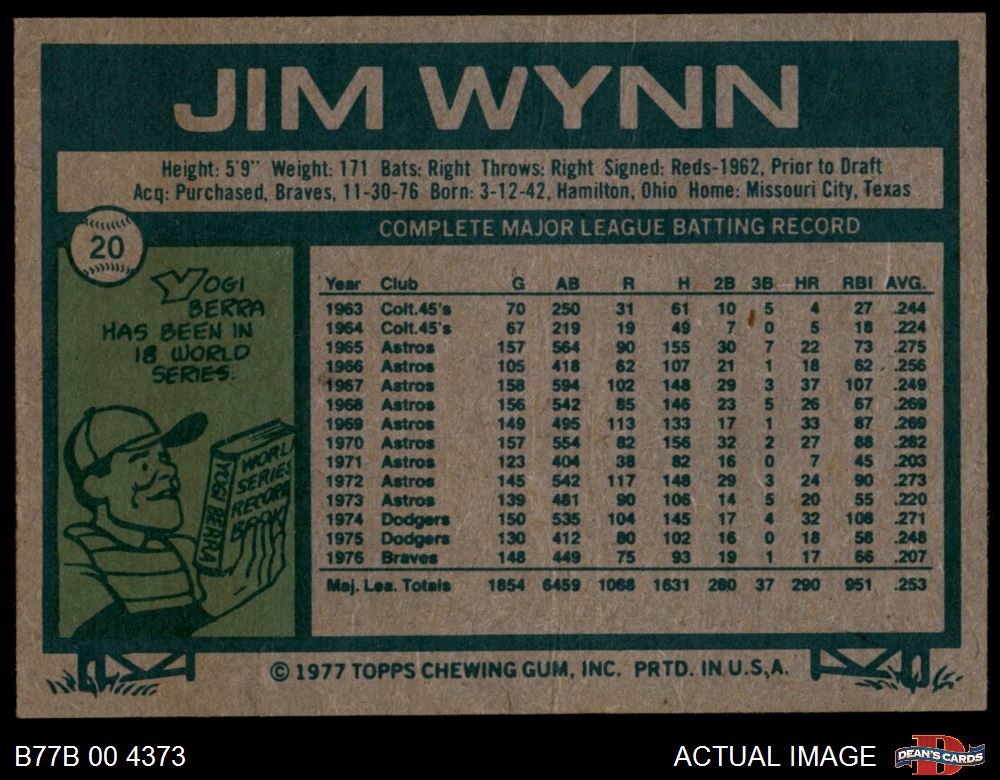 JIM WYNN
Height: 5'9" Weight: 171 Bats: Right Throws: Right Signed: Reds-1962, Prior to Draft
Acq: Purchased, Braves, 11-30-76 Born: 3-12-42, Hamilton, Ohio Home: Missouri City, Texas
20
YOGI
BERRA
HAS BEEN IN
18 WORLD
SERIES.
WORLD
SERIES
RECORD
BOOK
YOGI BERRA
COMPLETE MAJOR LEAGUE BATTING RECORD
Year Club G AB R H 2B 3B HR RBI AVG.
1963 Colt.45's 70 250 31 61 10 5 4 27 .244
1964 Colt.45's 67 219 19 49 7 0 5 18 .224
1965 Astros 157 564 90 155 30 7 22 73 .275
1966 Astros 105 418 62 107 21 1 18 62 .256
1967 Astros 158 594 102 148 29 3 37 107 .249
1968 Astros 156 542 85 146 23 5 26 67 .269
1969 Astros 149 495 113 133 17 1 33 87 .269
1970 Astros 157 554 82 156 32 2 27 88 .282
1971 Astros 123 404 38 82 16 0 7 45 .203
1972 Astros 145 542 117 148 29 3 24 90 .273
1973 Astros 139 481 90 106 14 5 20 55 .220
1974 Dodgers 150 535 104 145 17 4 32 108 .271
1975 Dodgers 130 412 80 102 16 0 18 58 .248
1976 Braves 148 449 75 93 19 1 17 66 .207
Maj. Lea. Totals 1854 6459 1088 1631 280 37 290 951 .253
© 1977 TOPPS CHEWING GUM, INC. PRTD. IN U.S.A.
B77B 00 4373
ACTUAL IMAGE
DEAN'S CARDS